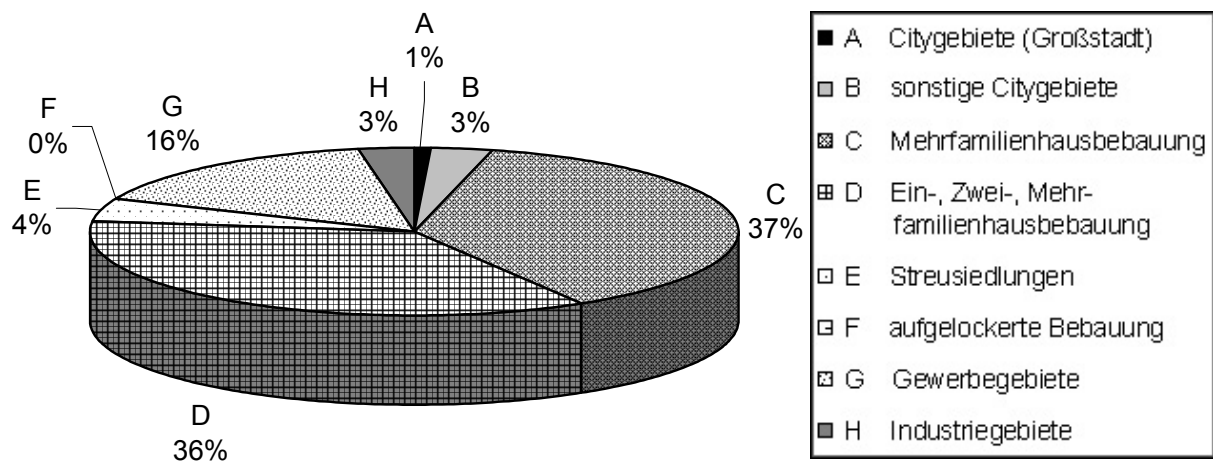 A
1%
B
3%
C
37%
D
36%
E
4%
F
0%
G
16%
H
3%
A Citygebiete (Großstadt)
B sonstige Citygebiete
C Mehrfamilienhausbebauung
D Ein-, Zwei-, Mehr-
familienhausbebauung
E Streusiedlungen
F aufgelockerte Bebauung
G Gewerbegebiete
H Industriegebiete